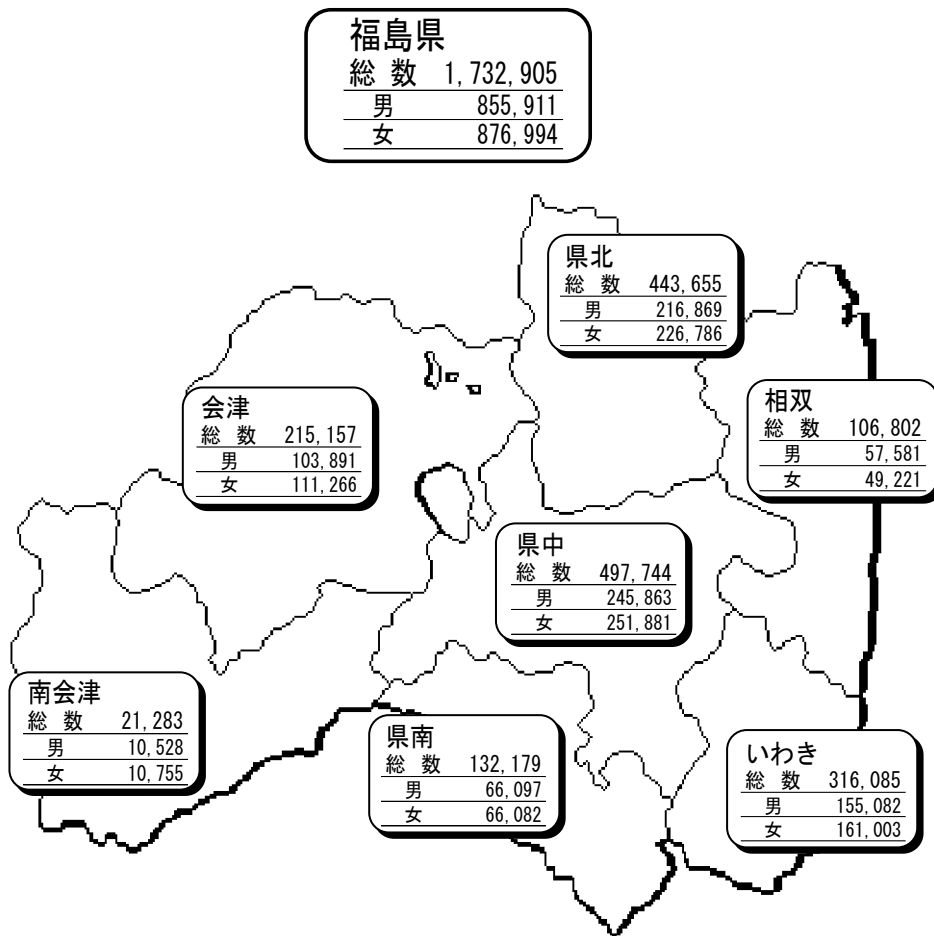 福島県
総 数 1,732,905
男 855,911
女 876,994
県北
総 数 443,655
男 216,869
女 226,786
会津
総 数 215,157
男 103,891
女 111,266
相双
総 数 106,802
男 57,581
女 49,221
県中
総 数 497,744
男 245,863
女 251,881
南会津
総 数 21,283
男 10,528
女 10,755
県南
総 数 132,179
男 66,097
女 66,082
いわき
総 数 316,085
男 155,082
女 161,003